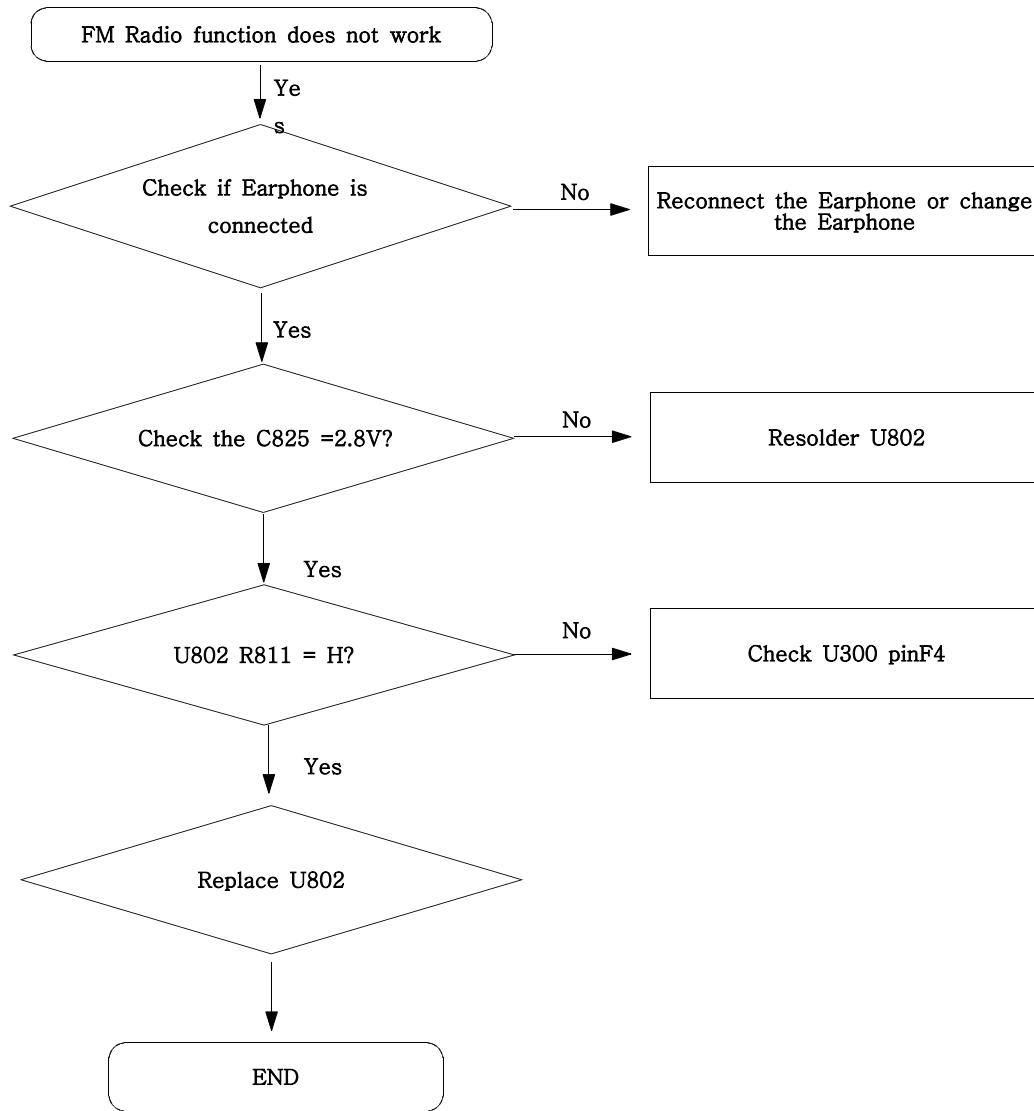 FM Radio function does not work
Ye
s
Check if Earphone is
connected
No
Reconnect the Earphone or change
the Earphone
Yes
Check the C825 =2.8V?
No
Resolder U802
Yes
U802 R811 = H?
No
Check U300 pinF4
Yes
Replace U802
END